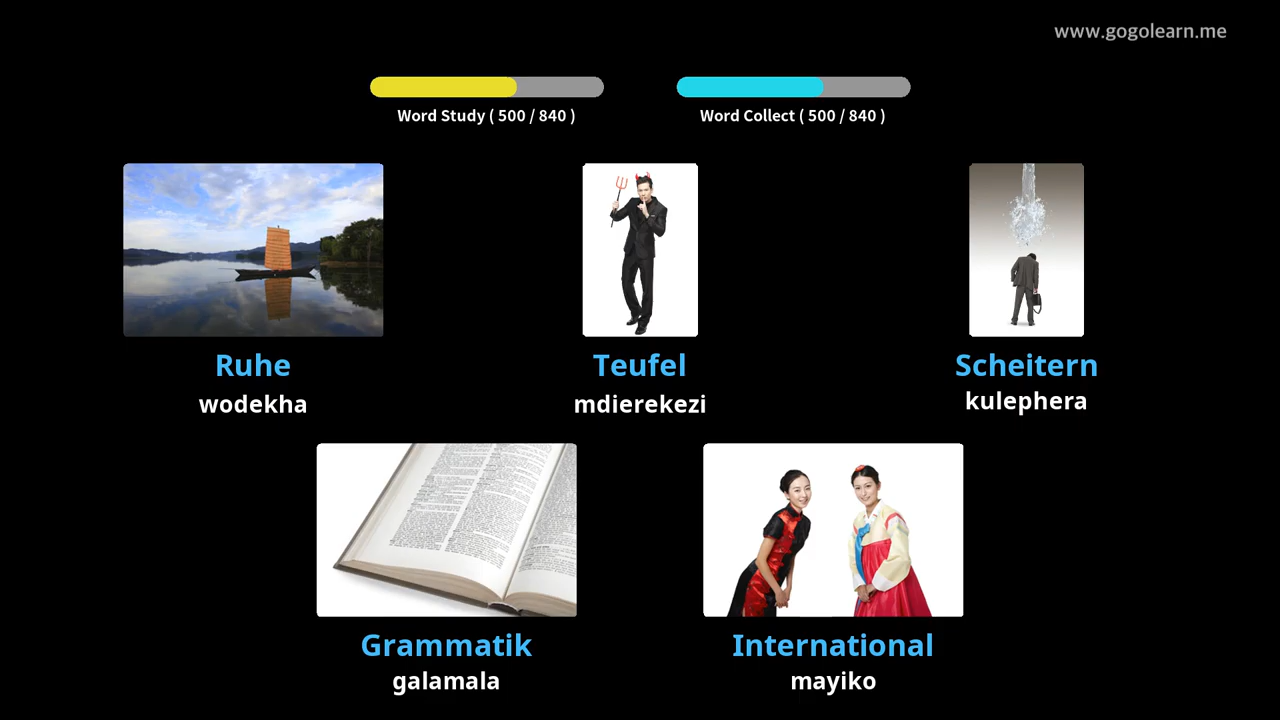 www.gogolearn.me
Word Study ( 500 / 840 )
Word Collect ( 500 / 840 )
Ruhe
wodekha
Teufel
mdierekezi
Scheitern
kulephera
Grammatik
galamala
International
mayiko